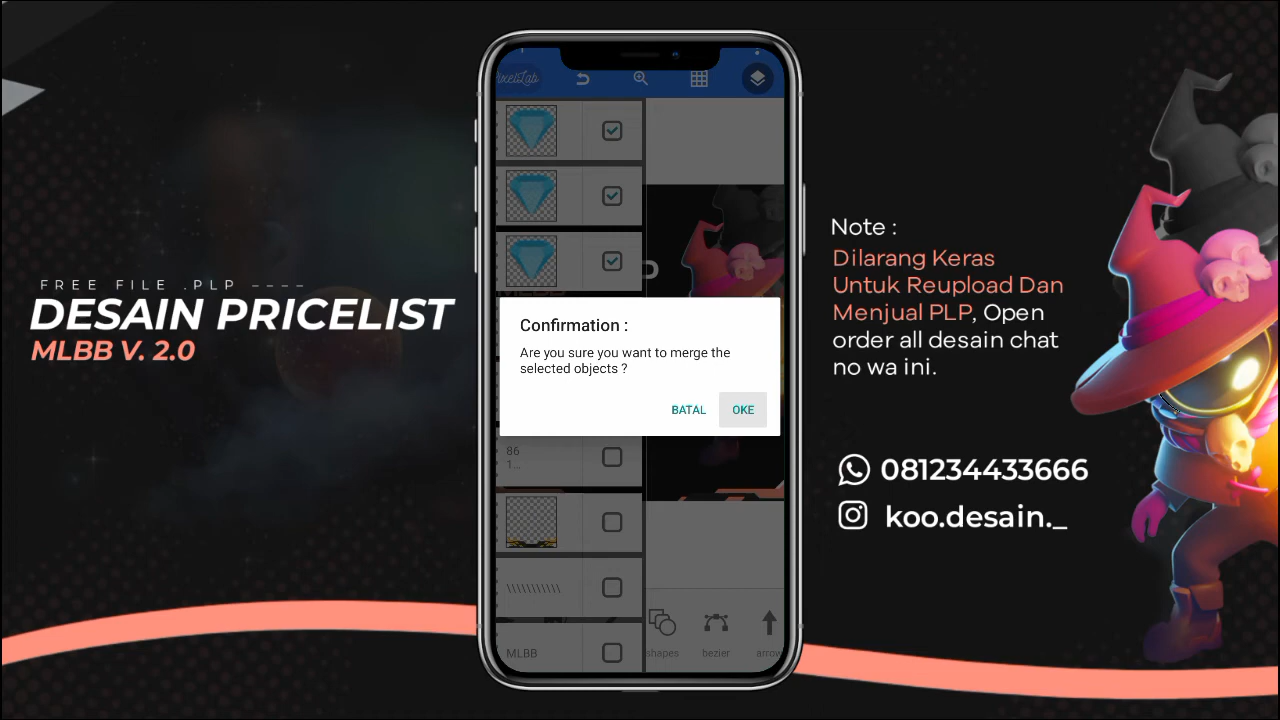 FREE FILE .PLP ----
DESAIN PRICELIST
MLBB V. 2.0
PixelLab
Confirmation :
Are you sure you want to merge the
selected objects ?
BATAL OKE
86
1...
MLBB
shapes bezier arrow
Note :
Dilarang Keras
Untuk Reupload Dan
Menjual PLP, Open
order all desain chat
no wa ini.
081234433666
koo.desain._